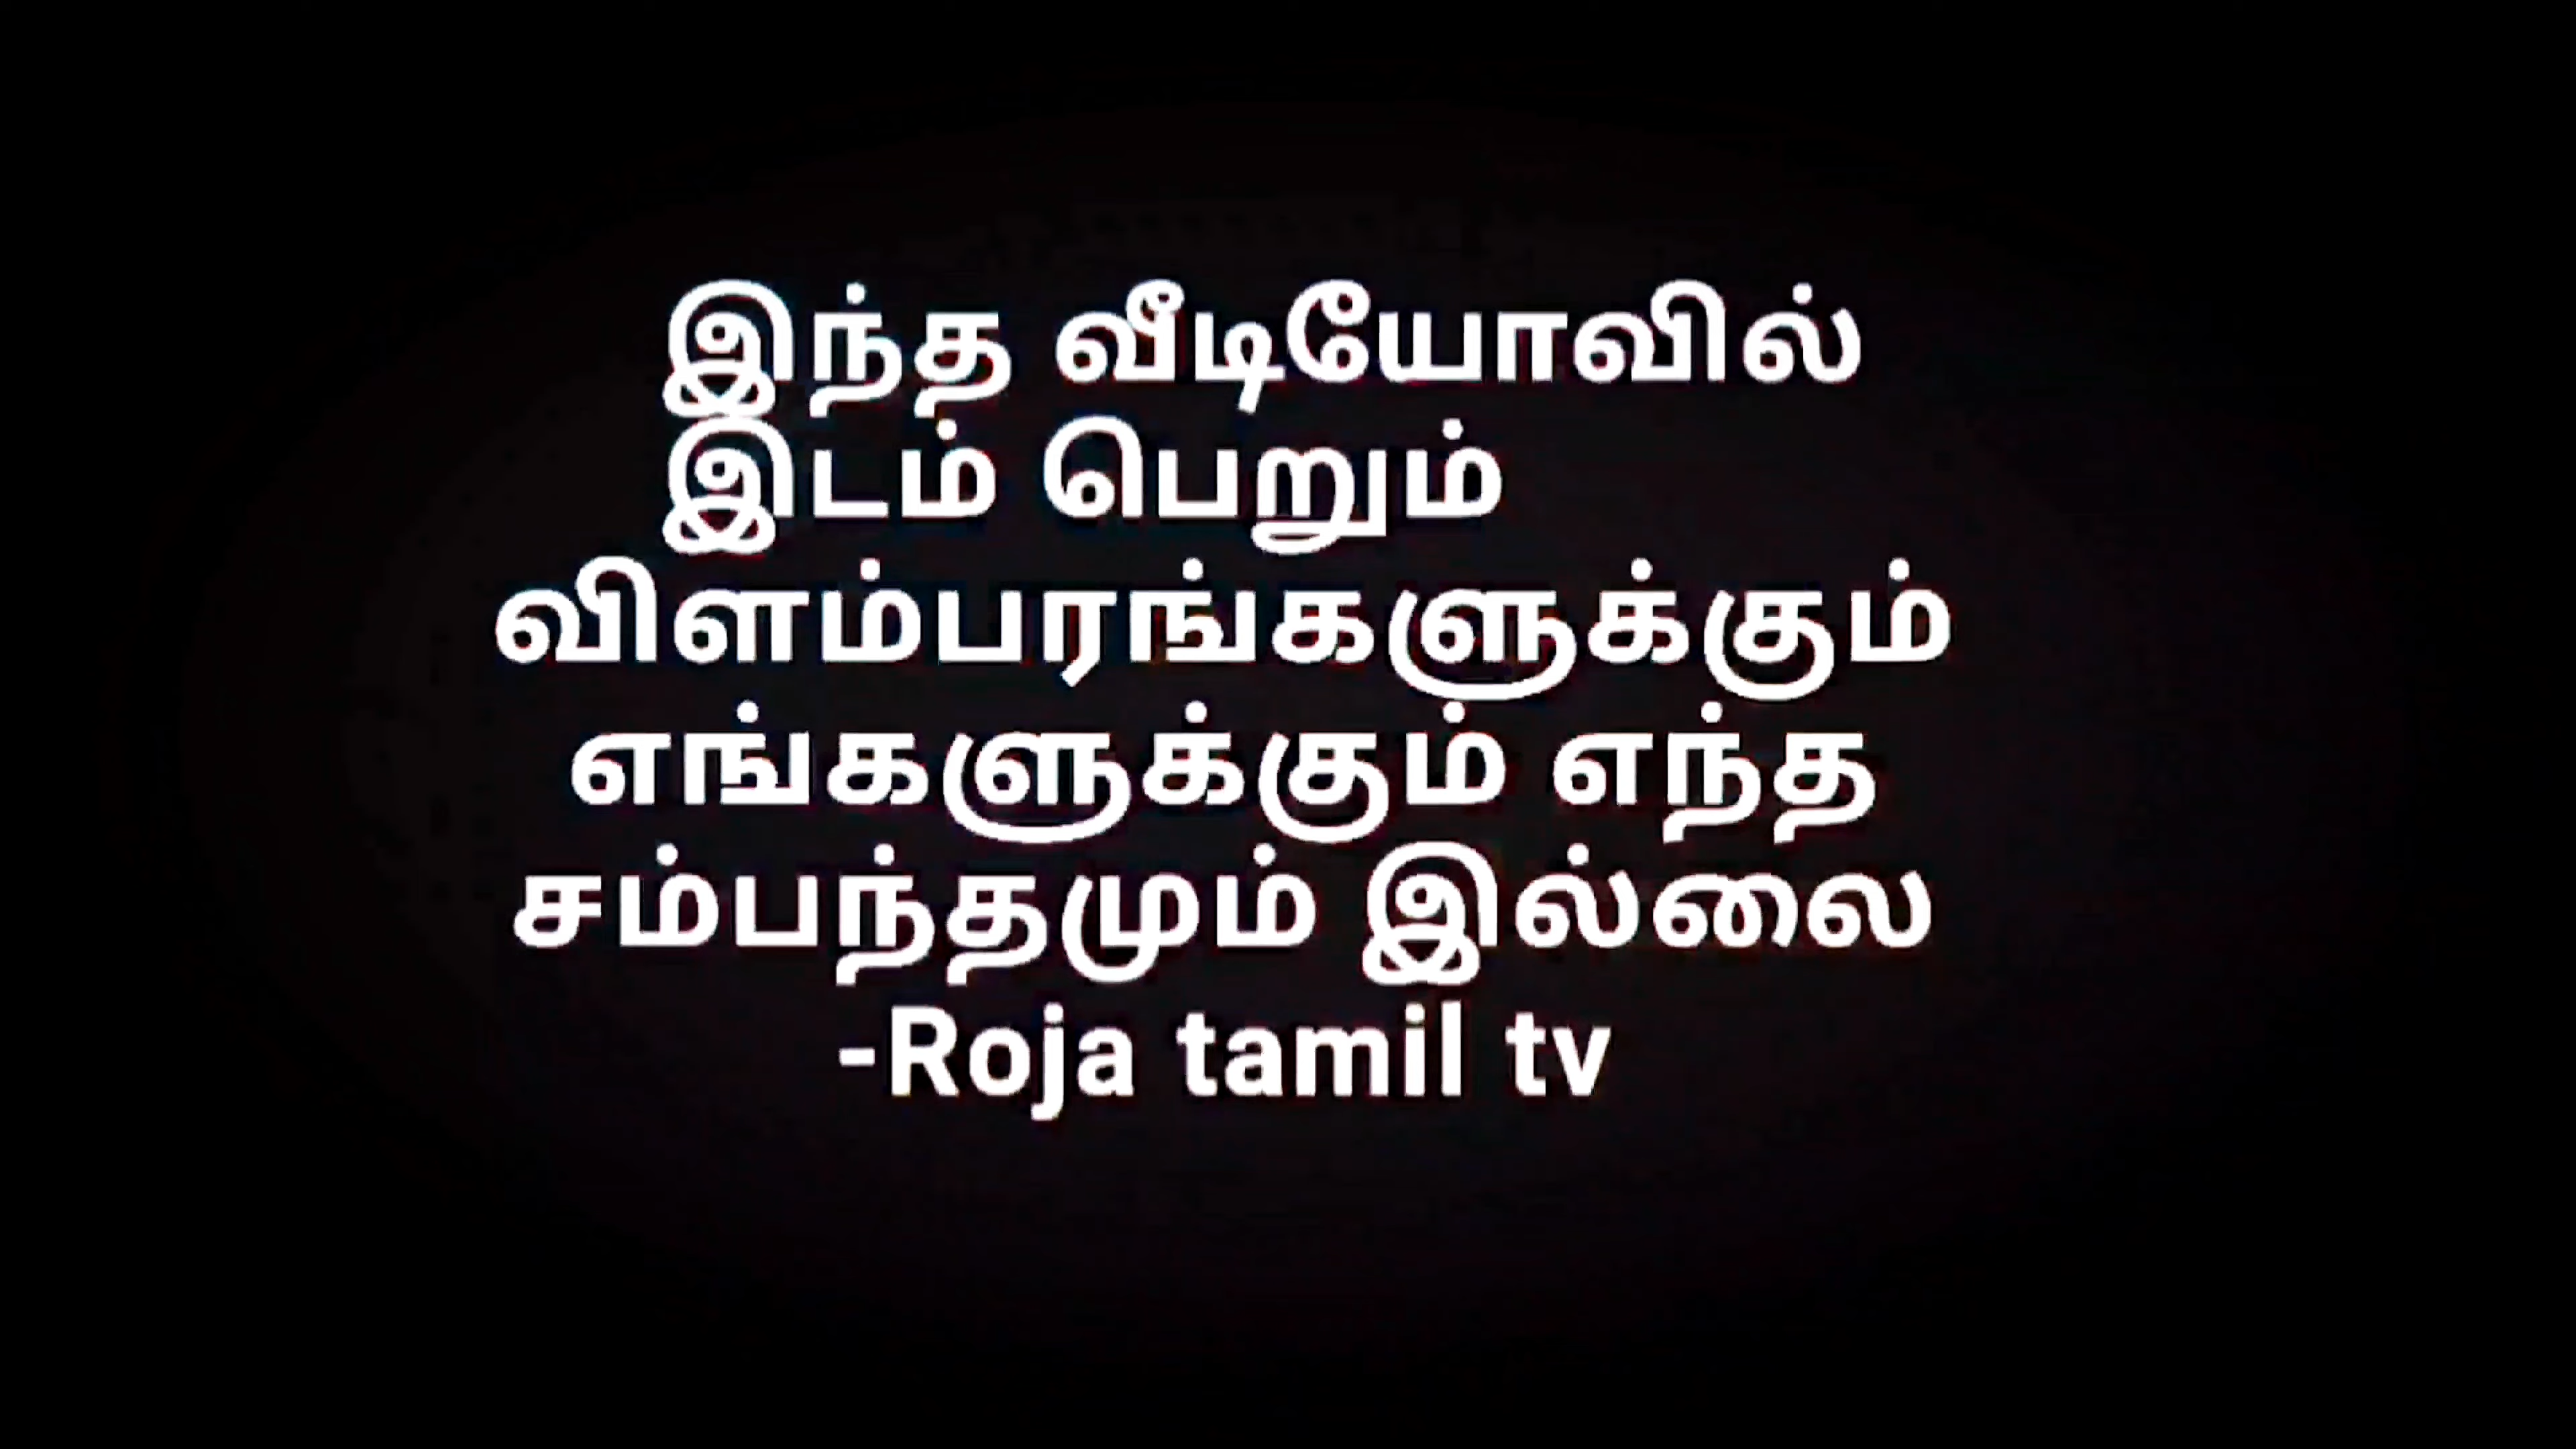 இந்த வீடியோவில்
இடம் பெறும்
விளம்பரங்களுக்கும்
எங்களுக்கும் எந்த
சம்பந்தமும் இல்லை
-Roja tamil tv